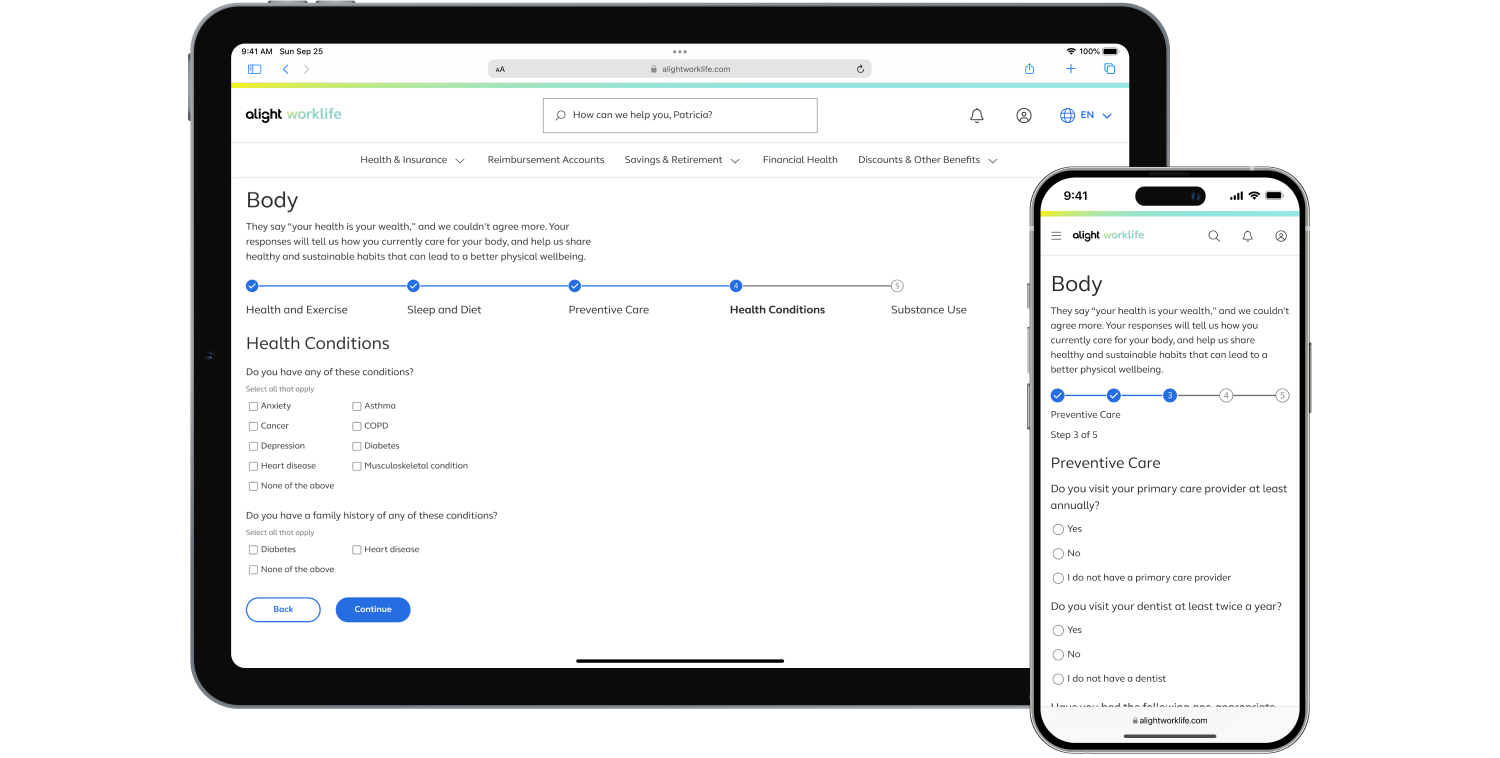 9:41 AM Sun Sep 25
100%
AA
alightworklife.com
alight worklife
How can we help you, Patricia?
EN
Health & Insurance
Reimbursement Accounts
Savings & Retirement
Financial Health
Discounts & Other Benefits
Body
They say “your health is your wealth,” and we couldn’t agree more. Your
responses will tell us how you currently care for your body, and help us share
healthy and sustainable habits that can lead to a better physical wellbeing.
4
5
Health and Exercise
Sleep and Diet
Preventive Care
Health Conditions
Substance Use
Health Conditions
Do you have any of these conditions?
Select all that apply
Anxiety
Asthma
Cancer
COPD
Depression
Diabetes
Heart disease
Musculoskeletal condition
None of the above
Do you have a family history of any of these conditions?
Select all that apply
Diabetes
Heart disease
None of the above
Back
Continue
9:41
alight worklife
Body
They say “your health is your wealth,” and we couldn’t
agree more. Your responses will tell us how you
currently care for your body, and help us share
healthy and sustainable habits that can lead to a
better physical wellbeing.
3
4
5
Preventive Care
Step 3 of 5
Preventive Care
Do you visit your primary care provider at least
annually?
Yes
No
I do not have a primary care provider
Do you visit your dentist at least twice a year?
Yes
No
I do not have a dentist
Have you had the following age-appropriate
alightworklife.com